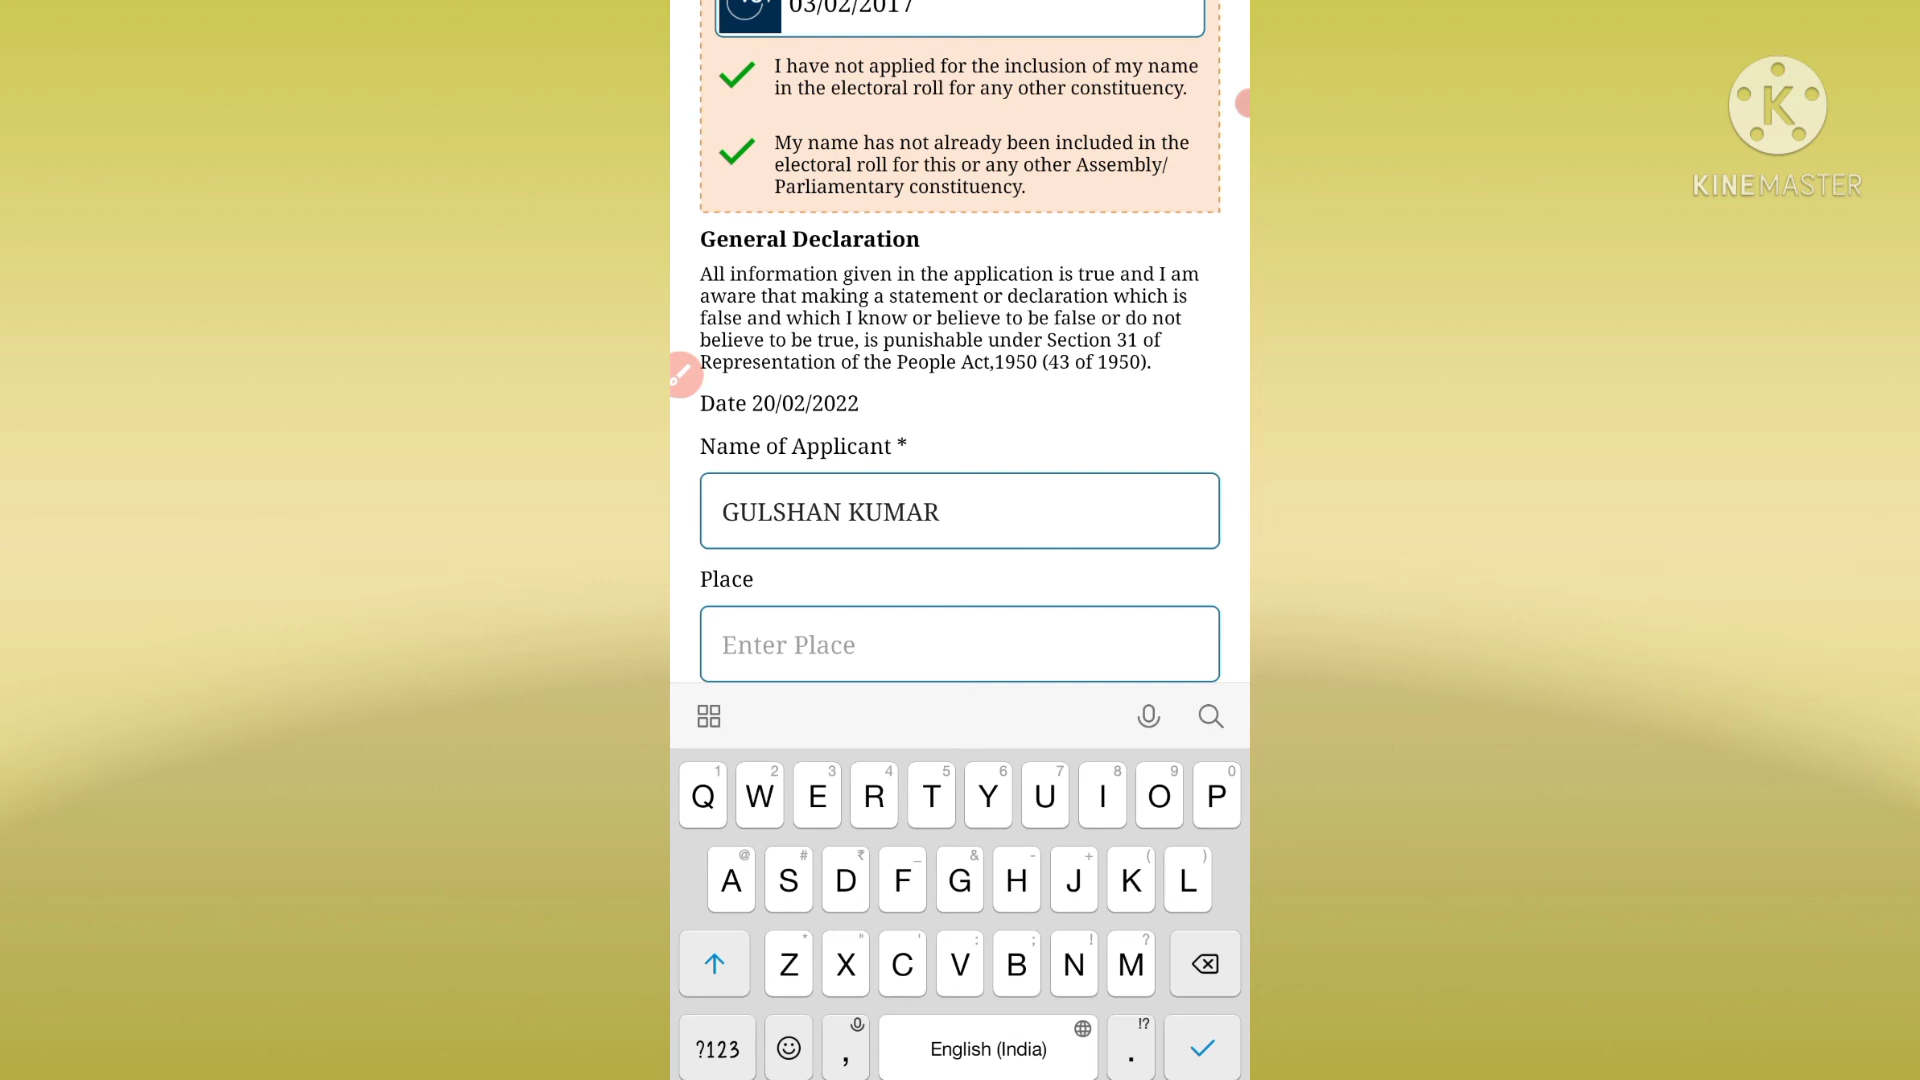 03/02/2017
I have not applied for the inclusion of my name
in the electoral roll for any other constituency.
My name has not already been included in the
electoral roll for this or any other Assembly/
Parliamentary constituency.
General Declaration
All information given in the application is true and I am
aware that making a statement or declaration which is
false and which I know or believe to be false or do not
believe to be true, is punishable under Section 31 of
Representation of the People Act,1950 (43 of 1950).
Date 20/02/2022
Name of Applicant *
GULSHAN KUMAR
Place
Enter Place
1 2 3 4 5 6 7 8 9 0
Q W E R T Y U I O P
@ # ₹ _ & - + ( )
A S D F G H J K L
* " ' : ; ! ?
Z X C V B N M
!?
?123 , English (India) .
K
KINEMASTER